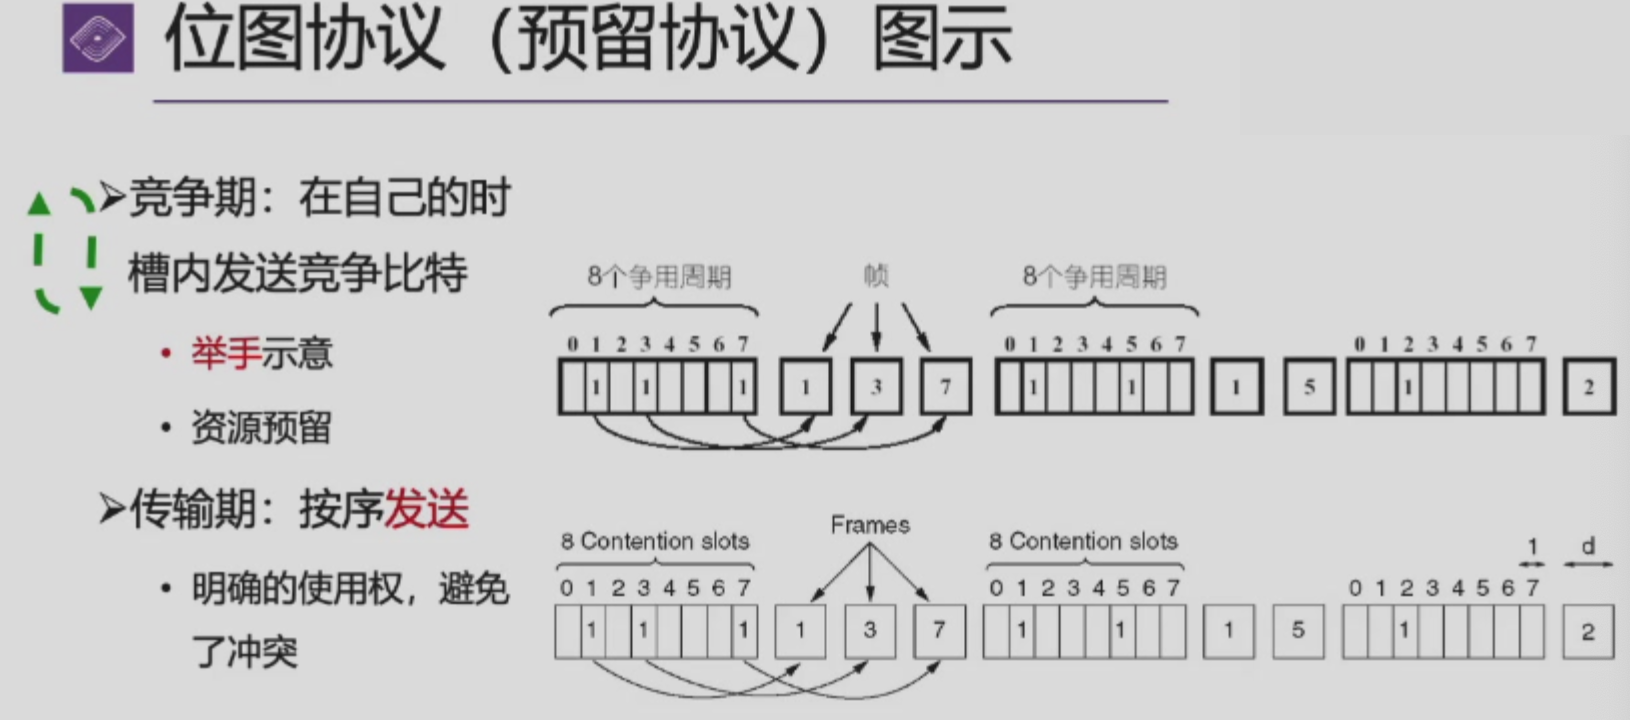 位图协议（预留协议）图示
➢竞争期：在自己的时
槽内发送竞争比特
• 举手示意
• 资源预留
➢传输期：按序发送
• 明确的使用权，避免
了冲突
8个争用周期 帧 8个争用周期
0 1 2 3 4 5 6 7 0 1 2 3 4 5 6 7 0 1 2 3 4 5 6 7
1 1 1 1 3 7 1 1 1 5 1 2
Frames
8 Contention slots 8 Contention slots 1 d
0 1 2 3 4 5 6 7 0 1 2 3 4 5 6 7 0 1 2 3 4 5 6 7
1 1 1 1 3 7 1 1 1 5 1 2